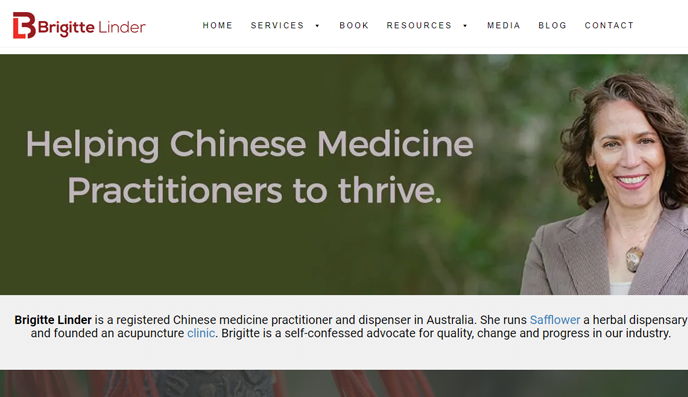 Brigitte Linder
HOME SERVICES BOOK RESOURCES MEDIA BLOG CONTACT
Helping Chinese Medicine
Practitioners to thrive.
Brigitte Linder is a registered Chinese medicine practitioner and dispenser in Australia. She runs Safflower a herbal dispensary
and founded an acupuncture clinic. Brigitte is a self-confessed advocate for quality, change and progress in our industry.